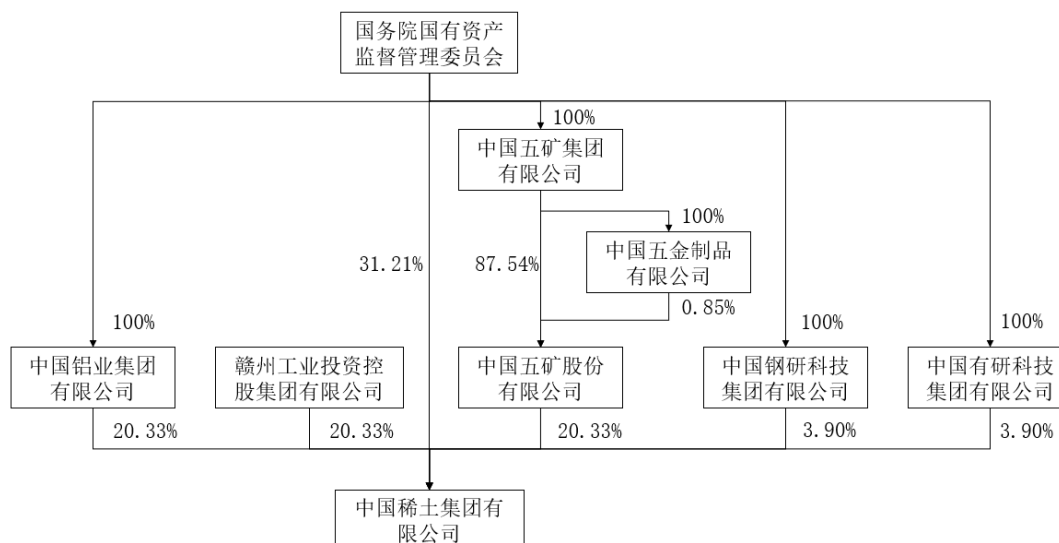 国务院国有资产
监督管理委员会
100%
中国五矿集团
有限公司
100%
中国五金制品
有限公司
31.21%
87.54%
0.85%
100%
100%
100%
中国铝业集团
有限公司
赣州工业投资控
股集团有限公司
中国五矿股份
有限公司
中国钢研科技
集团有限公司
中国有研科技
集团有限公司
20.33%
20.33%
20.33%
3.90%
3.90%
中国稀土集团有
限公司